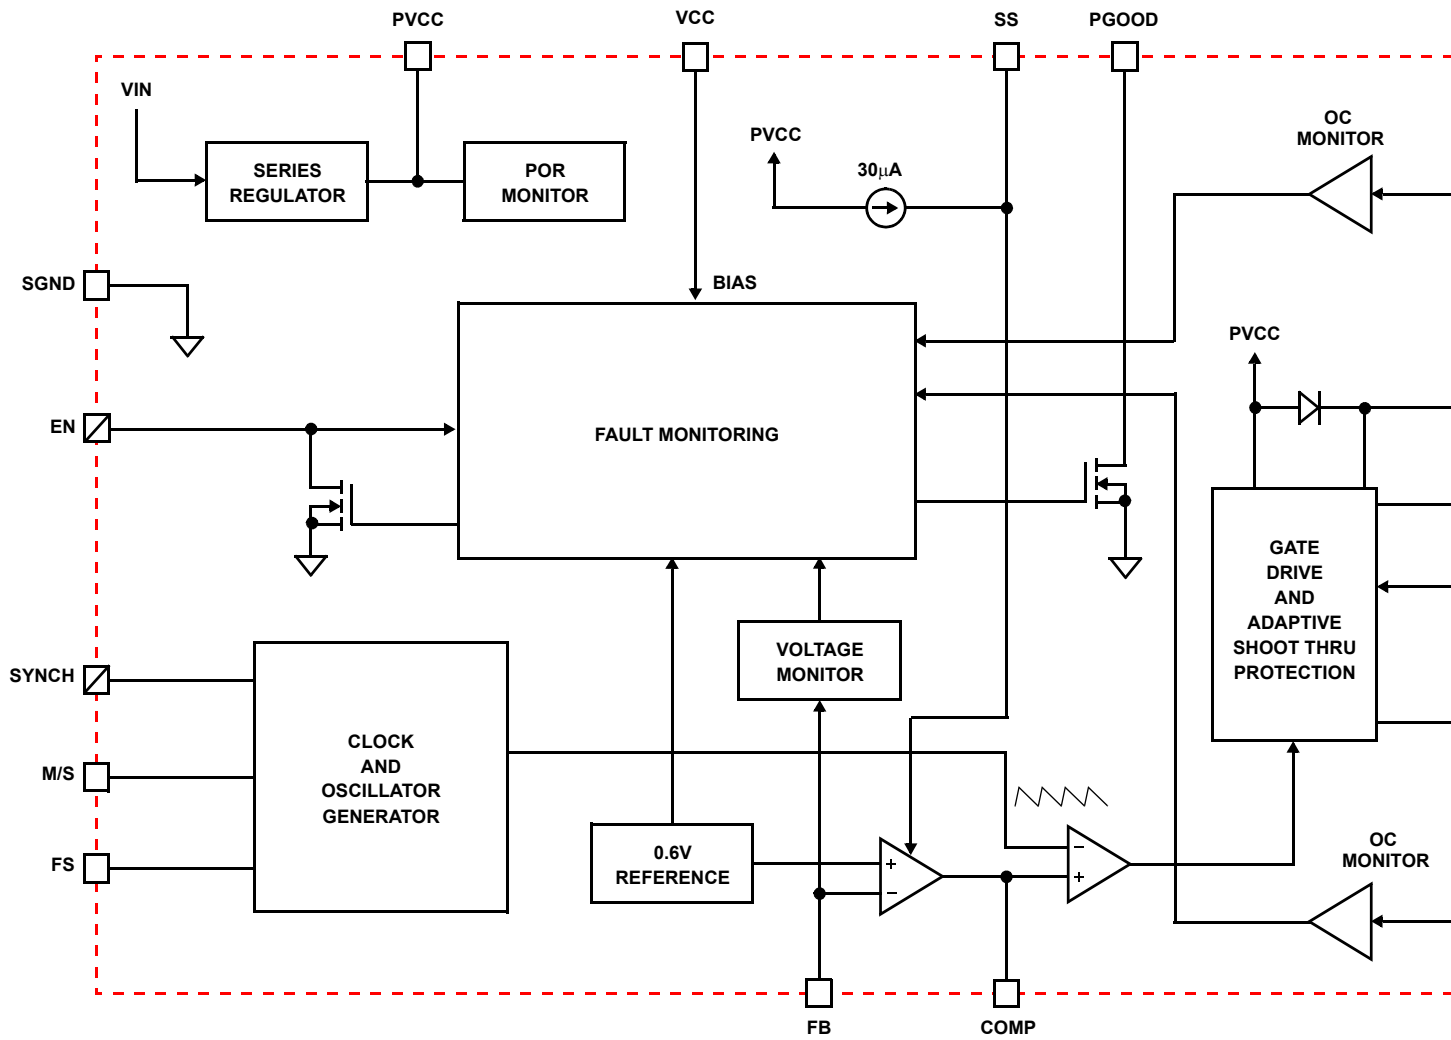 PVCC
VCC
SS
PGOOD
VIN
SERIES
REGULATOR
POR
MONITOR
PVCC
30µA
OC
MONITOR
SGND
BIAS
PVCC
EN
FAULT MONITORING
GATE
DRIVE
AND
ADAPTIVE
SHOOT THRU
PROTECTION
VOLTAGE
MONITOR
SYNCH
CLOCK
AND
OSCILLATOR
GENERATOR
M/S
FS
0.6V
REFERENCE
+
−
−
+
OC
MONITOR
FB
COMP